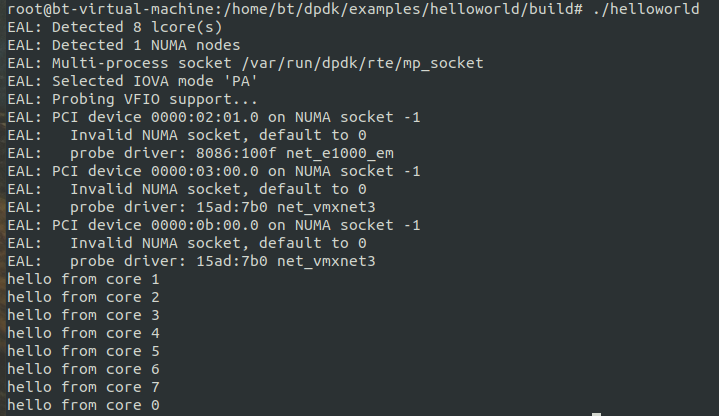 root@bt-virtual-machine:/home/bt/dpdk/examples/helloworld/build# ./helloworld
EAL: Detected 8 lcore(s)
EAL: Detected 1 NUMA nodes
EAL: Multi-process socket /var/run/dpdk/rte/mp_socket
EAL: Selected IOVA mode 'PA'
EAL: Probing VFIO support...
EAL: PCI device 0000:02:01.0 on NUMA socket -1
EAL:   Invalid NUMA socket, default to 0
EAL:   probe driver: 8086:100f net_e1000_em
EAL: PCI device 0000:03:00.0 on NUMA socket -1
EAL:   Invalid NUMA socket, default to 0
EAL:   probe driver: 15ad:7b0 net_vmxnet3
EAL: PCI device 0000:0b:00.0 on NUMA socket -1
EAL:   Invalid NUMA socket, default to 0
EAL:   probe driver: 15ad:7b0 net_vmxnet3
hello from core 1
hello from core 2
hello from core 3
hello from core 4
hello from core 5
hello from core 6
hello from core 7
hello from core 0